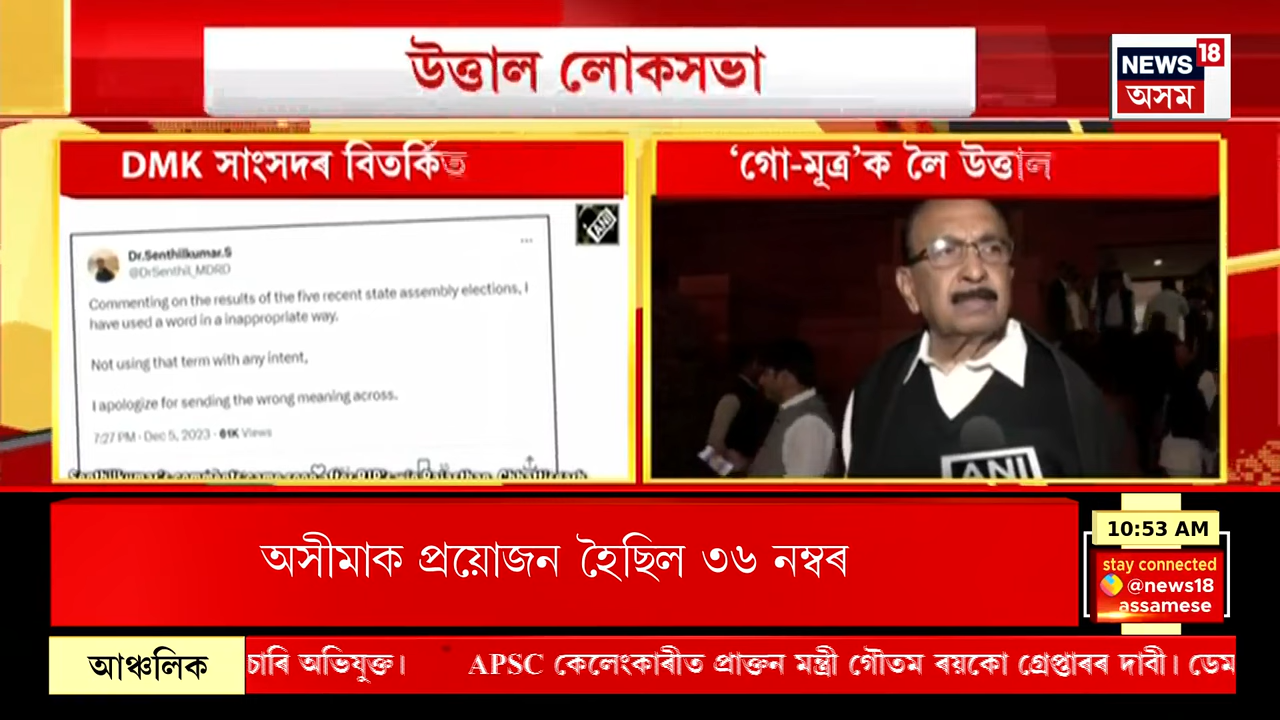 উত্তাল লোকসভা
NEWS 18
অসম
DMK সাংসদৰ বিতৰ্কিত
‘গো-মূত্ৰ’ক লৈ উত্তাল
ANI
Dr.Senthilkumar.S
@DrSenthil_MDRD
Commenting on the results of the five recent state assembly elections, I
have used a word in a inappropriate way.
Not using that term with any intent,
I apologize for sending the wrong meaning across.
7:27 PM · Dec 5, 2023 · 61K Views
ANI
অসীমাক প্ৰয়োজন হৈছিল ৩৬ নম্বৰ
10:53 AM
stay connected
@news18
assamese
আঞ্চলিক
চাৰি অভিযুক্ত। APSC কেলেংকাৰীত প্ৰাক্তন মন্ত্ৰী গৌতম ৰয়কো গ্ৰেপ্তাৰৰ দাবী। ডেম